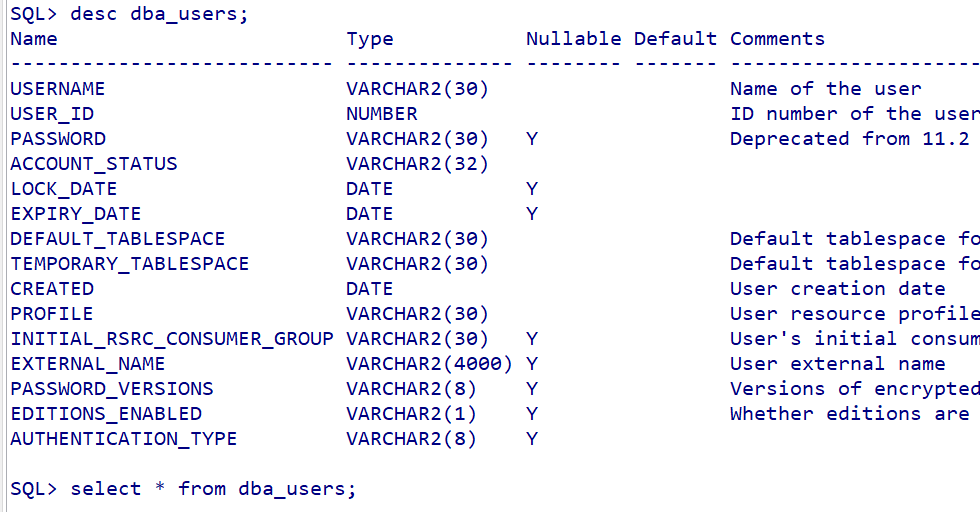 SQL> desc dba_users;
Name                        Type           Nullable Default Comments
--------------------------- -------------- -------- ------- ---------------------
USERNAME                    VARCHAR2(30)                    Name of the user
USER_ID                     NUMBER                          ID number of the user
PASSWORD                    VARCHAR2(30)   Y                Deprecated from 11.2
ACCOUNT_STATUS              VARCHAR2(32)
LOCK_DATE                   DATE           Y
EXPIRY_DATE                 DATE           Y
DEFAULT_TABLESPACE          VARCHAR2(30)                    Default tablespace fo
TEMPORARY_TABLESPACE        VARCHAR2(30)                    Default tablespace fo
CREATED                     DATE                            User creation date
PROFILE                     VARCHAR2(30)                    User resource profile
INITIAL_RSRC_CONSUMER_GROUP VARCHAR2(30)   Y                User's initial consum
EXTERNAL_NAME               VARCHAR2(4000) Y                User external name
PASSWORD_VERSIONS           VARCHAR2(8)    Y                Versions of encrypted
EDITIONS_ENABLED            VARCHAR2(1)    Y                Whether editions are
AUTHENTICATION_TYPE         VARCHAR2(8)    Y
SQL> select * from dba_users;